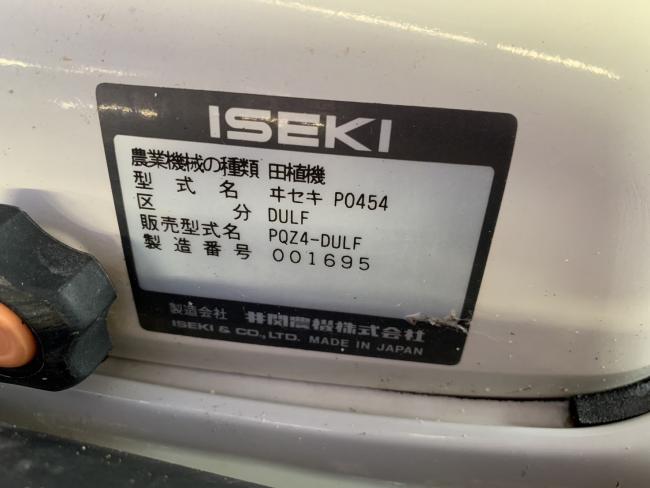 ISEKI
農業機械の種類 田植機
型式名 ヰセキ P0454
区分 DULF
販売型式名 PQZ4-DULF
製造番号 001695
製造会社 井関農機株式会社
ISEKI & CO.,LTD. MADE IN JAPAN